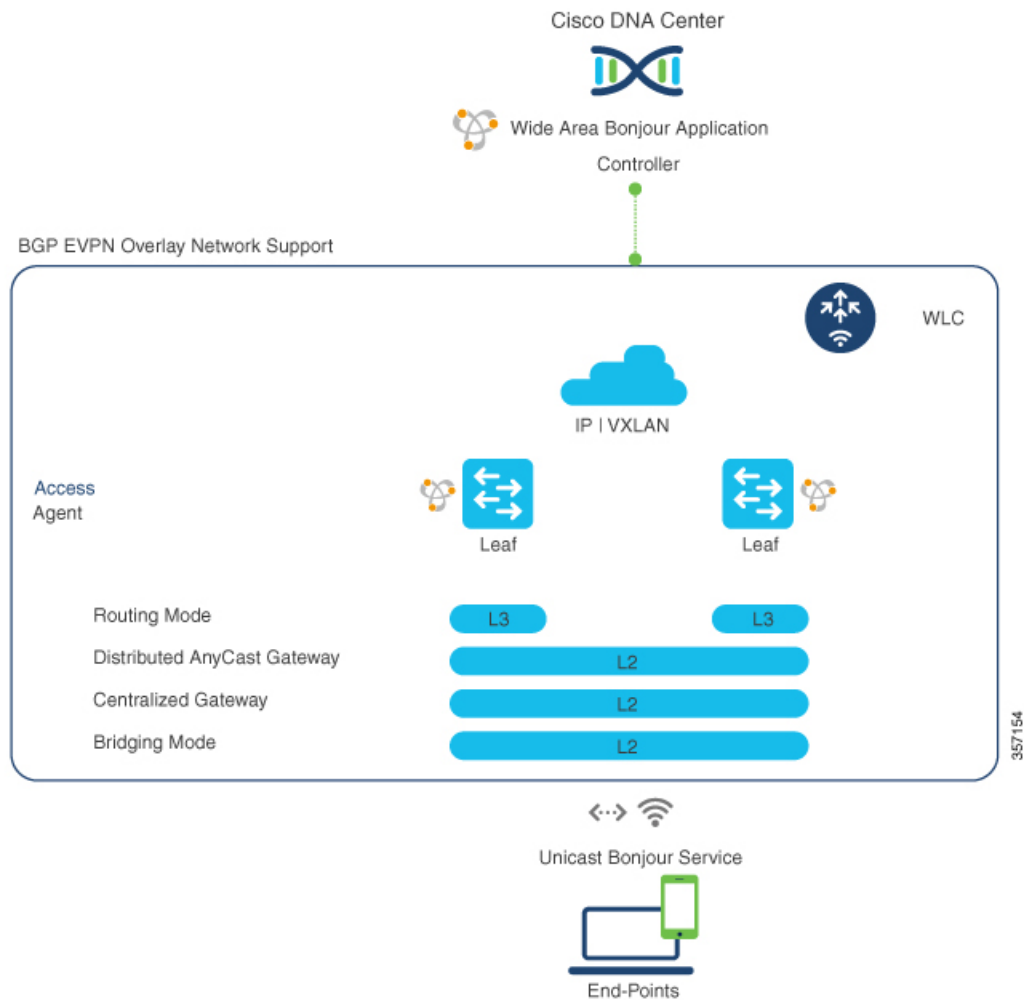 Cisco DNA Center
Wide Area Bonjour Application
Controller
BGP EVPN Overlay Network Support
WLC
IP | VXLAN
Access
Agent
Leaf
Leaf
Routing Mode
L3
L3
Distributed AnyCast Gateway
L2
Centralized Gateway
L2
Bridging Mode
L2
357154
Unicast Bonjour Service
End-Points